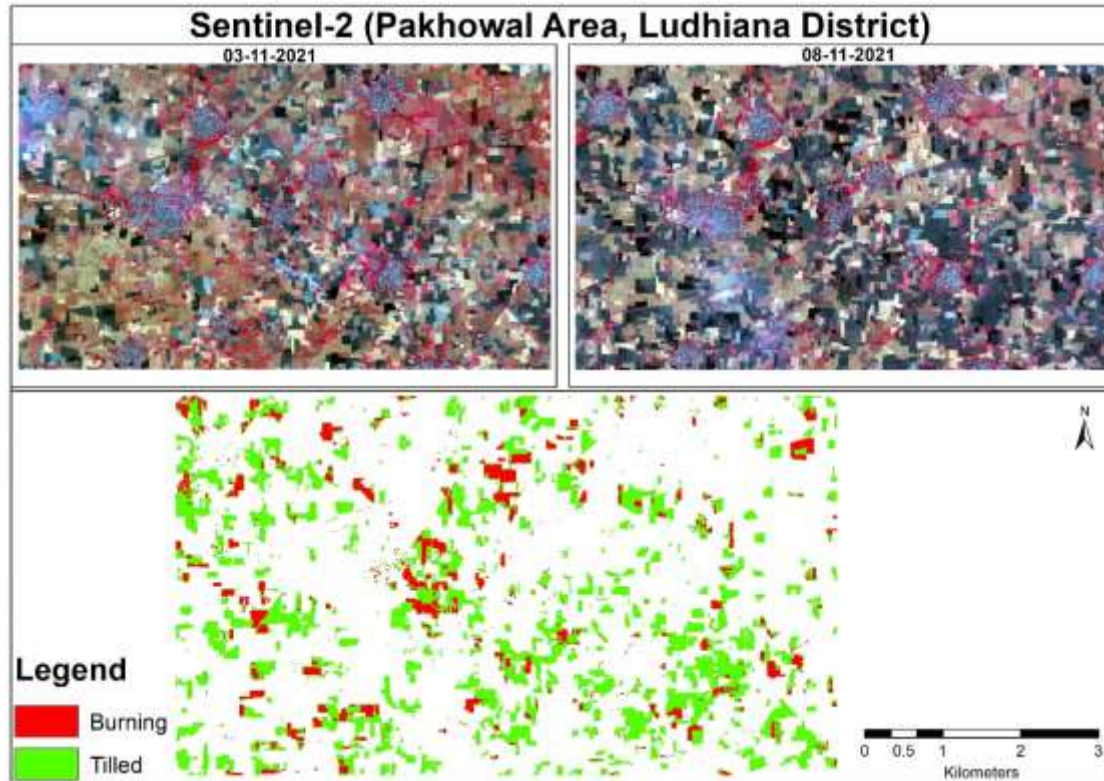 Sentinel-2 (Pakhowal Area, Ludhiana District)
03-11-2021
08-11-2021
N
Legend
Burning
Tilled
0 0.5 1 2 3
Kilometers